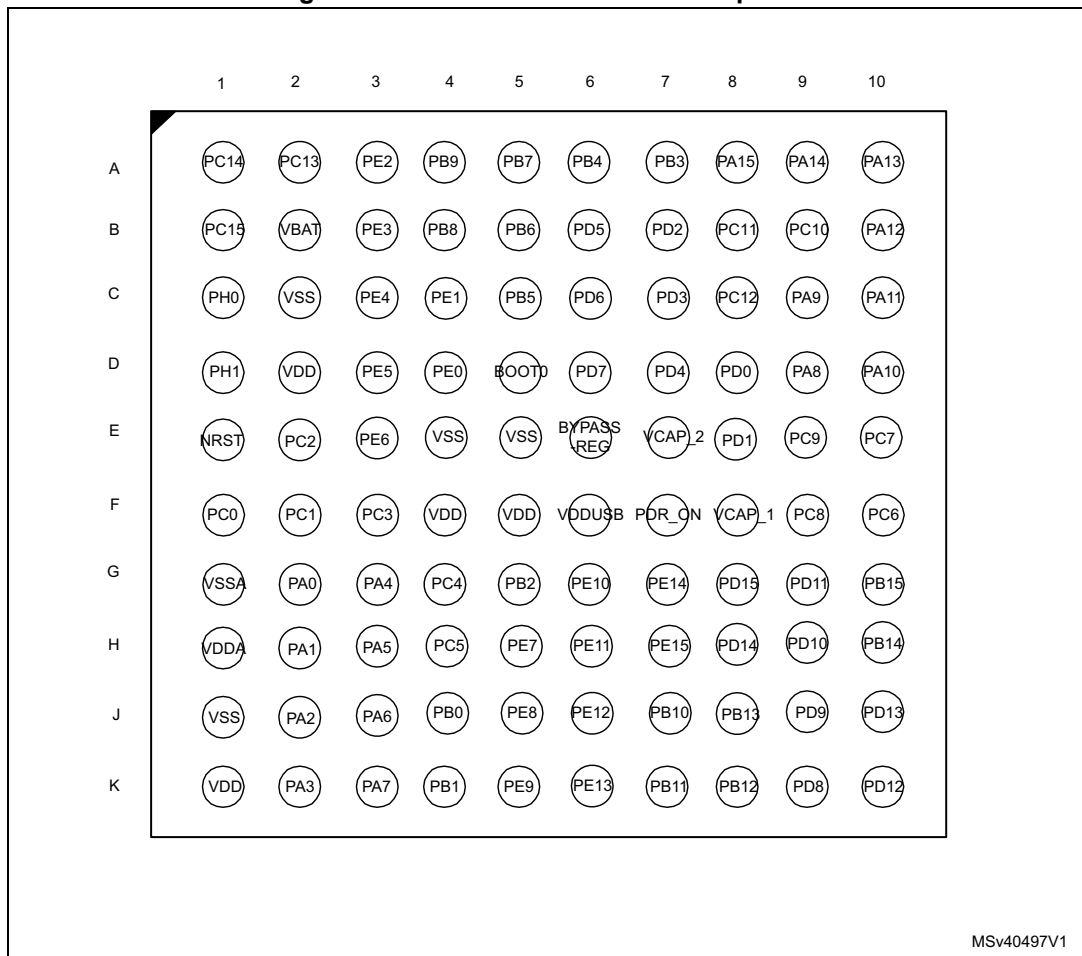 1 2 3 4 5 6 7 8 9 10
A PC14 PC13 PE2 PB9 PB7 PB4 PB3 PA15 PA14 PA13
B PC15 VBAT PE3 PB8 PB6 PD5 PD2 PC11 PC10 PA12
C PH0 VSS PE4 PE1 PB5 PD6 PD3 PC12 PA9 PA11
D PH1 VDD PE5 PE0 BOOT0 PD7 PD4 PD0 PA8 PA10
E NRST PC2 PE6 VSS VSS BYPASS-REG VCAP_2 PD1 PC9 PC7
F PC0 PC1 PC3 VDD VDD VDDUSB PDR_ON VCAP_1 PC8 PC6
G VSSA PA0 PA4 PC4 PB2 PE10 PE14 PD15 PD11 PB15
H VDDA PA1 PA5 PC5 PE7 PE11 PE15 PD14 PD10 PB14
J VSS PA2 PA6 PB0 PE8 PE12 PB10 PB13 PD9 PD13
K VDD PA3 PA7 PB1 PE9 PE13 PB11 PB12 PD8 PD12
MSv40497V1